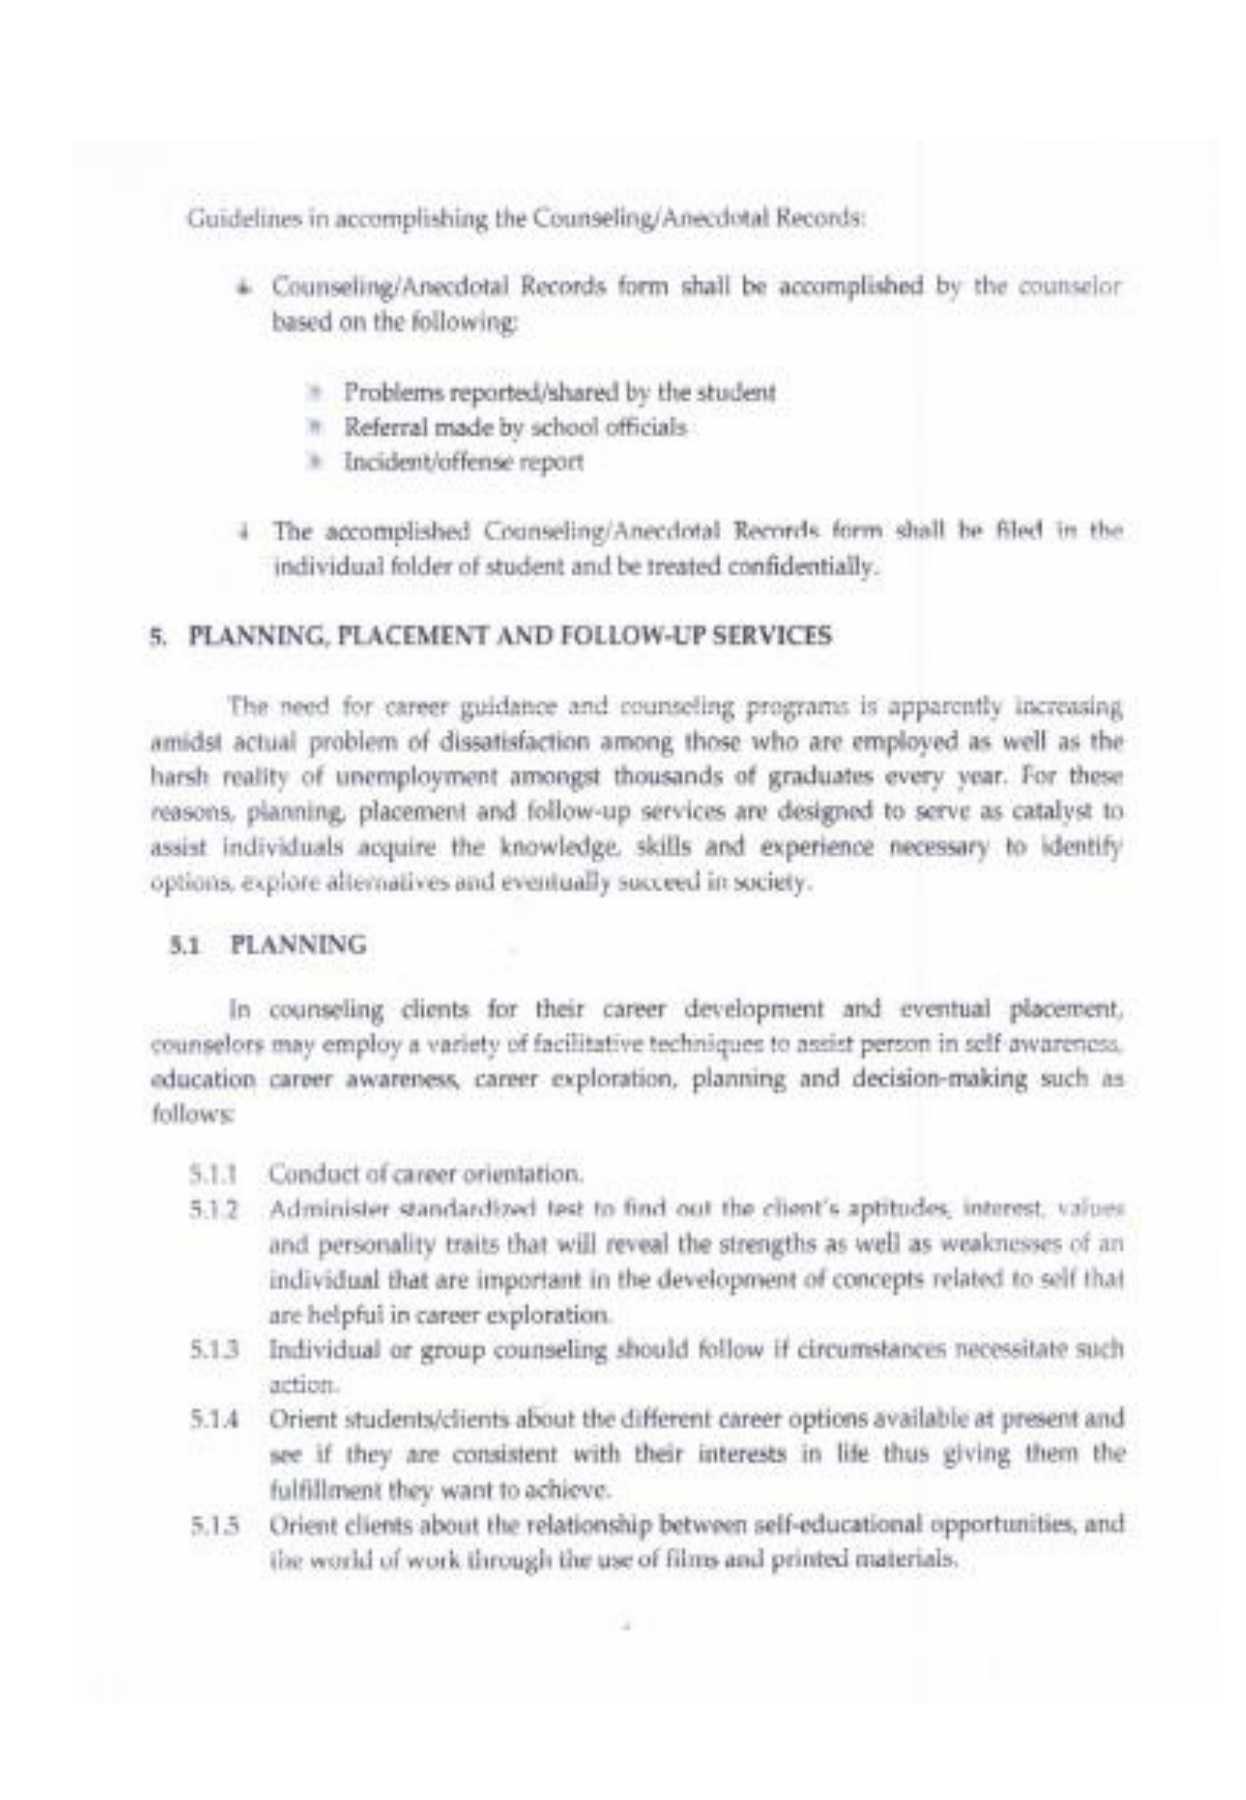 Guidelines in accomplishing the Counseling/Anecdotal Records:
Counseling/Anecdotal Records form shall be accomplished by the counselor
based on the following:
Problems reported/shared by the student
Referral made by school officials
Incident/offense report
The accomplished Counseling/Anecdotal Records form shall be filed in the
individual folder of student and be treated confidentially.
5. PLANNING, PLACEMENT AND FOLLOW-UP SERVICES
The need for career guidance and counseling programs is apparently increasing
amidst actual problem of dissatisfaction among those who are employed as well as the
harsh reality of unemployment amongst thousands of graduates every year. For these
reasons, planning, placement and follow-up services are designed to serve as catalyst to
assist individuals acquire the knowledge, skills and experience necessary to identify
options, explore alternatives and eventually succeed in society.
5.1 PLANNING
In counseling clients for their career development and eventual placement,
counselors may employ a variety of facilitative techniques to assist person in self-awareness,
education career awareness, career exploration, planning and decision-making such as
follows:
5.1.1 Conduct of career orientation.
5.1.2 Administer standardized test to find out the client's aptitudes, interest, values
and personality traits that will reveal the strengths as well as weaknesses of an
individual that are important in the development of concepts related to self that
are helpful in career exploration.
5.1.3 Individual or group counseling should follow if circumstances necessitate such
action.
5.1.4 Orient students/clients about the different career options available at present and
see if they are consistent with their interests in life thus giving them the
fulfillment they want to achieve.
5.1.5 Orient clients about the relationship between self-educational opportunities, and
the world of work through the use of films and printed materials.